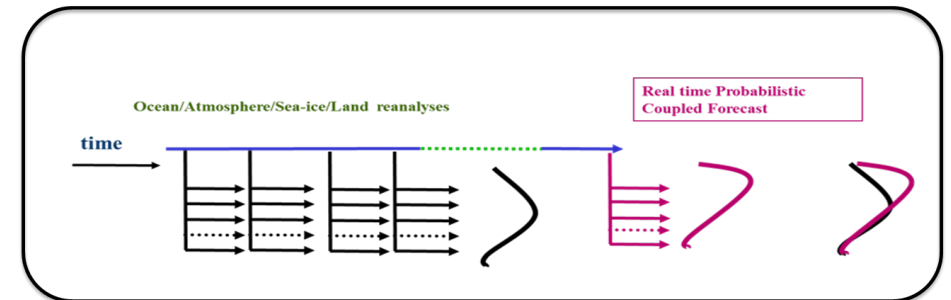 Ocean/Atmosphere/Sea-ice/Land reanalyses
Real time Probabilistic
Coupled Forecast
time